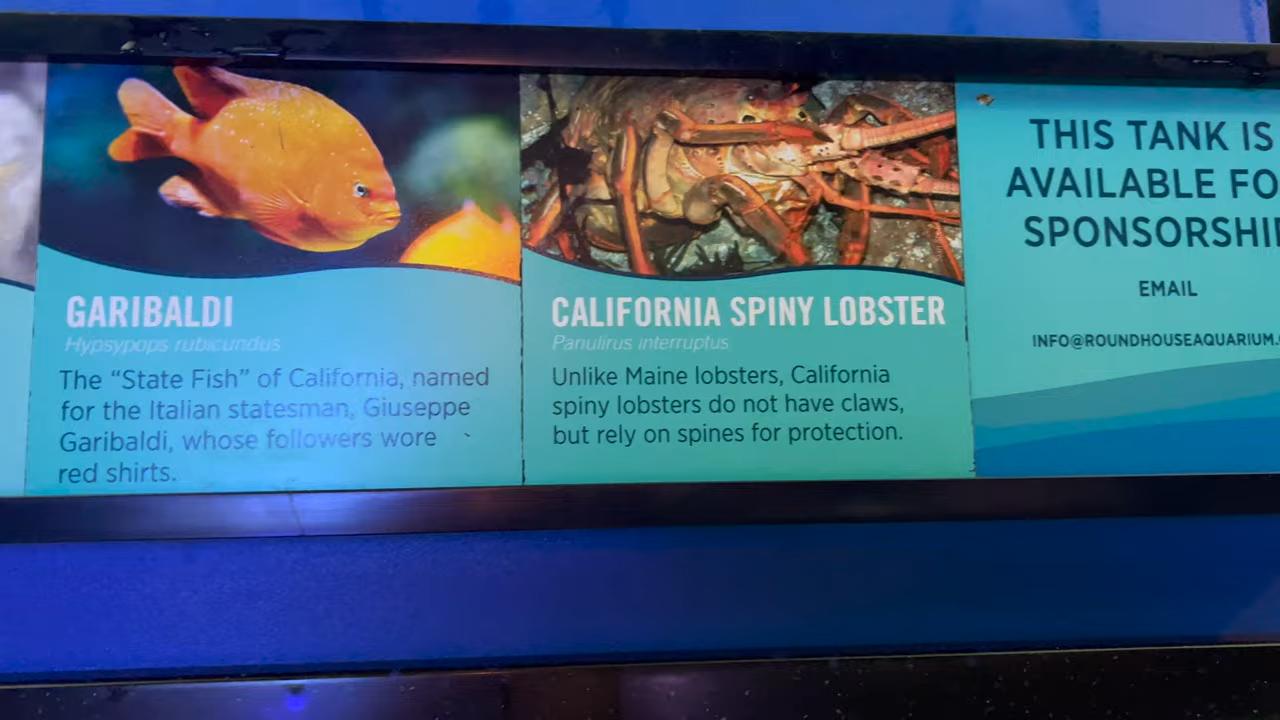 GARIBALDI
Hypsypops rubicundus
The “State Fish” of California, named
for the Italian statesman, Giuseppe
Garibaldi, whose followers wore
red shirts.
CALIFORNIA SPINY LOBSTER
Panulirus interruptus
Unlike Maine lobsters, California
spiny lobsters do not have claws,
but rely on spines for protection.
THIS TANK IS
AVAILABLE FO
SPONSORSHI
EMAIL
INFO@ROUNDHOUSEAQUARIUM.